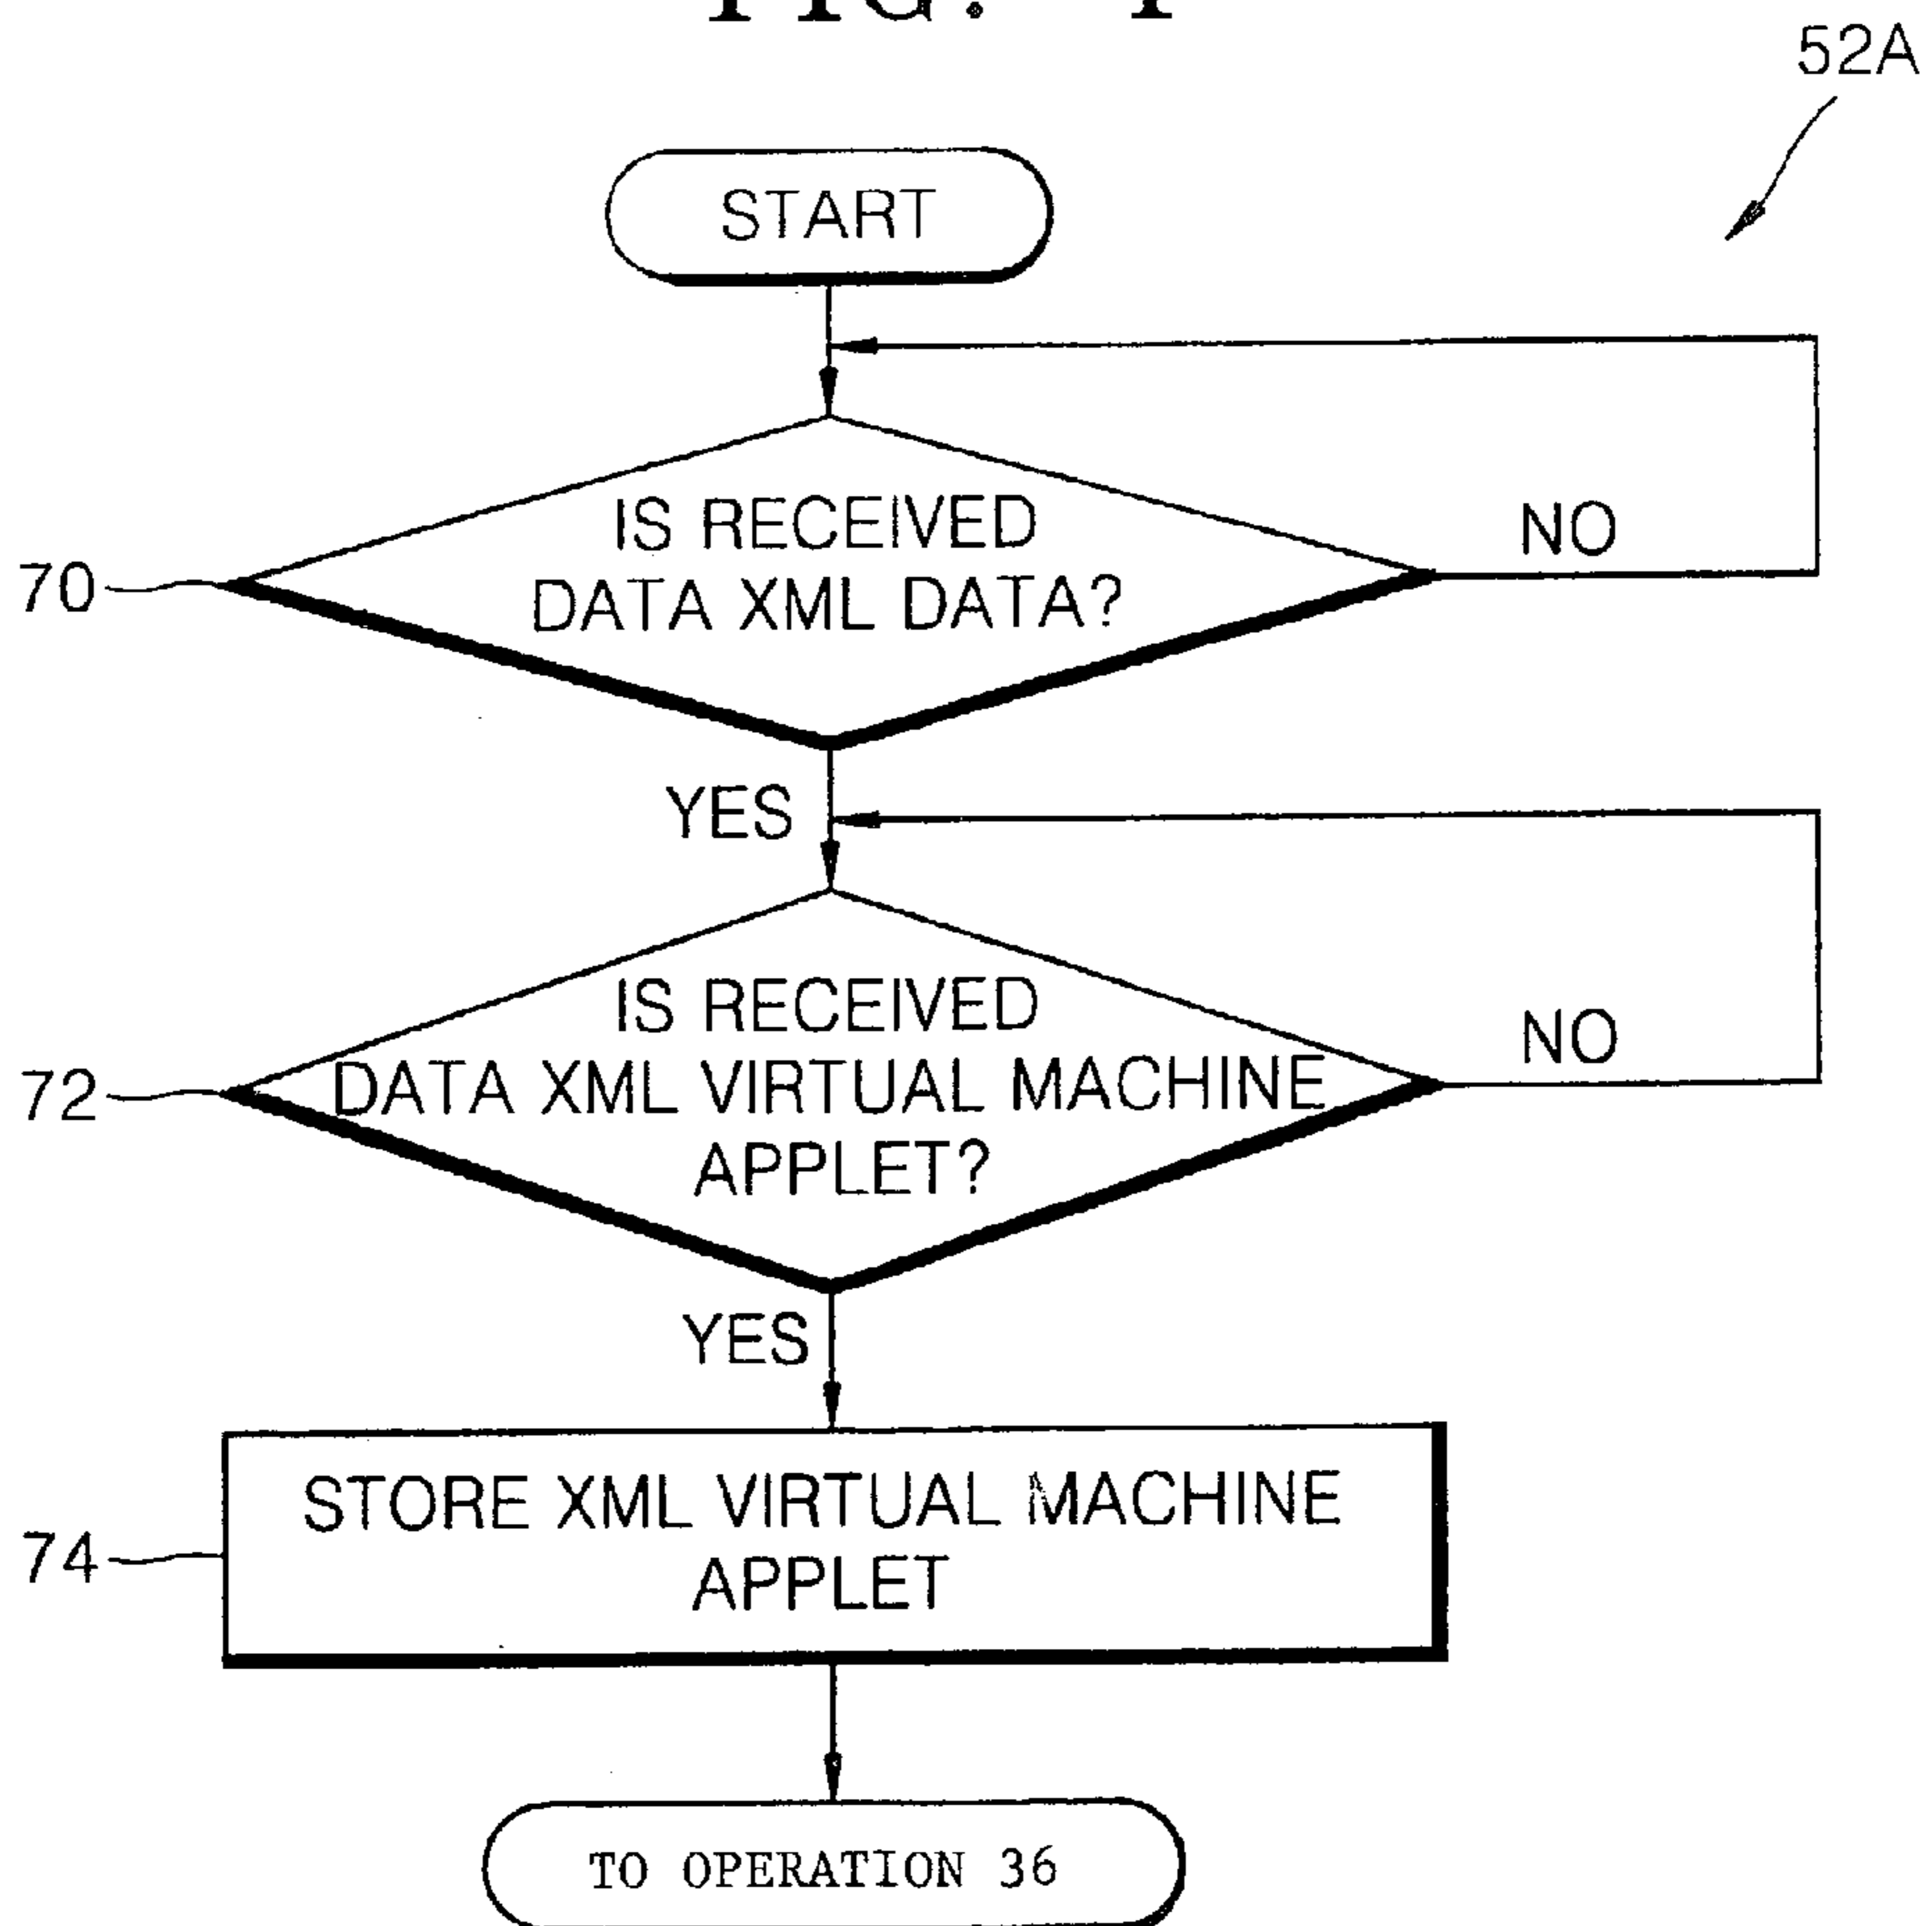 FIG.
52A
START
IS RECEIVED
DATA XML DATA?
NO
70
YES
IS RECEIVED
DATA XML VIRTUAL MACHINE
APPLET?
NO
72
YES
STORE XML VIRTUAL MACHINE
APPLET
74
TO OPERATION 36